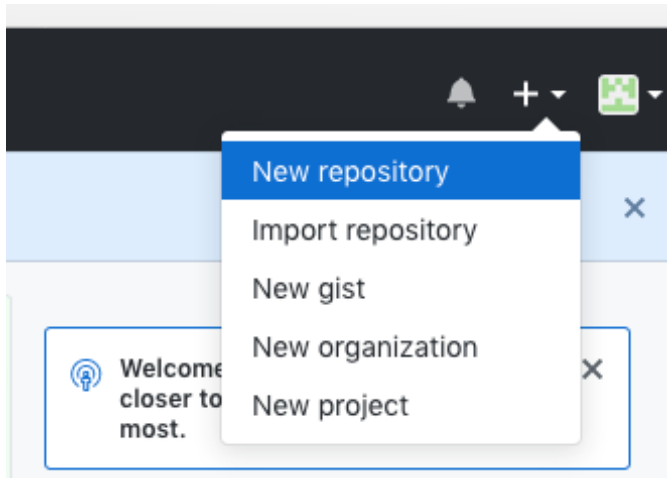 New repository
Import repository
New gist
New organization
New project
Welcome
closer to
most.